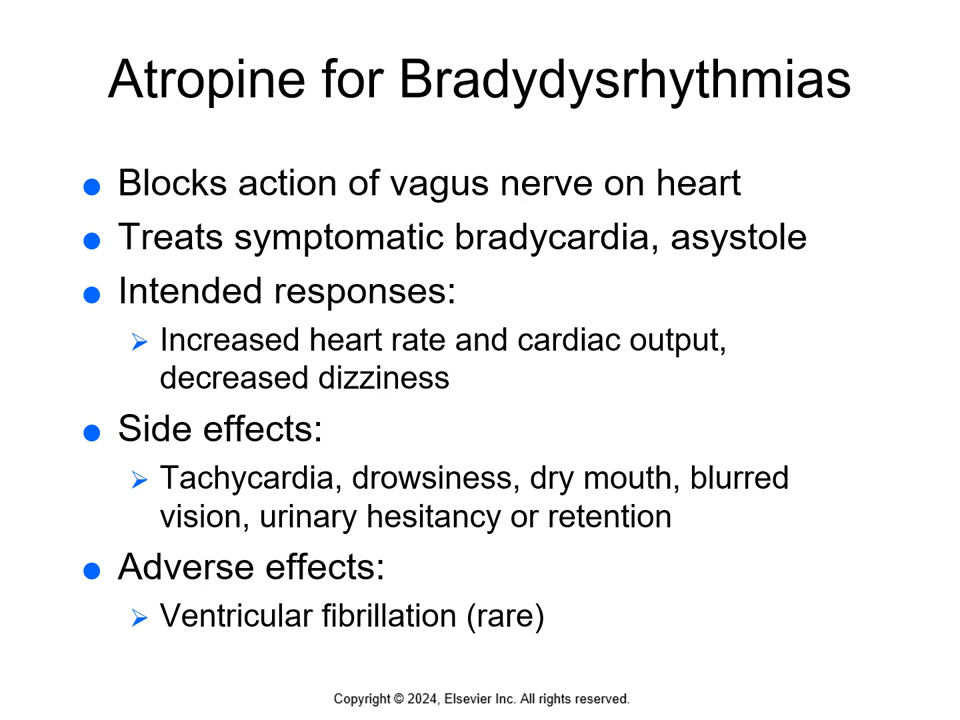 Atropine for Bradydysrhythmias
● Blocks action of vagus nerve on heart
● Treats symptomatic bradycardia, asystole
● Intended responses:
➢ Increased heart rate and cardiac output,
decreased dizziness
● Side effects:
➢ Tachycardia, drowsiness, dry mouth, blurred
vision, urinary hesitancy or retention
● Adverse effects:
➢ Ventricular fibrillation (rare)
Copyright © 2024, Elsevier Inc. All rights reserved.